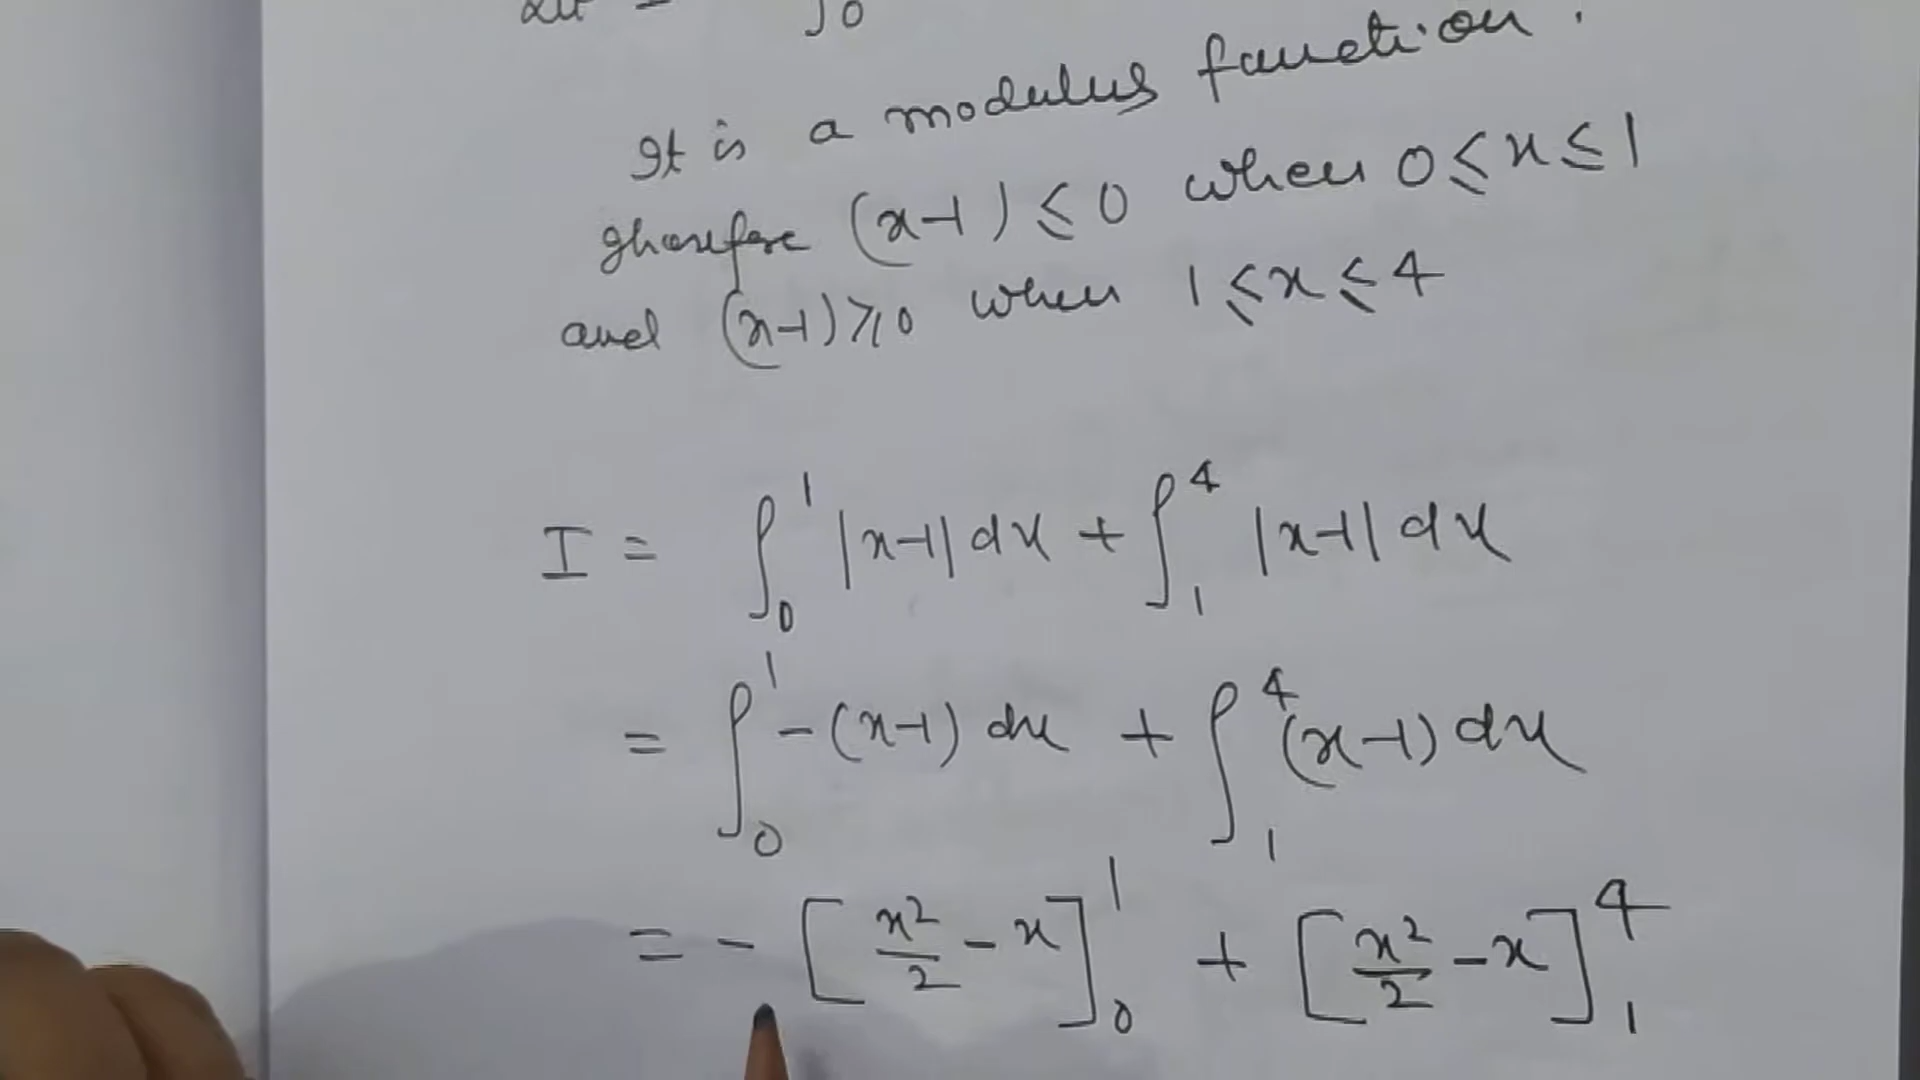 ∫0
It is a modulus function.
therefore (x-1) ≤ 0 when 0 ≤ x ≤ 1
and (x-1) ≥ 0 when 1 ≤ x ≤ 4
I = ∫₀¹ |x-1| dx + ∫₁⁴ |x-1| dx
= ∫₀¹ -(x-1) dx + ∫₁⁴ (x-1) dx
= - [x²/2 - x]₀¹ + [x²/2 - x]₁⁴